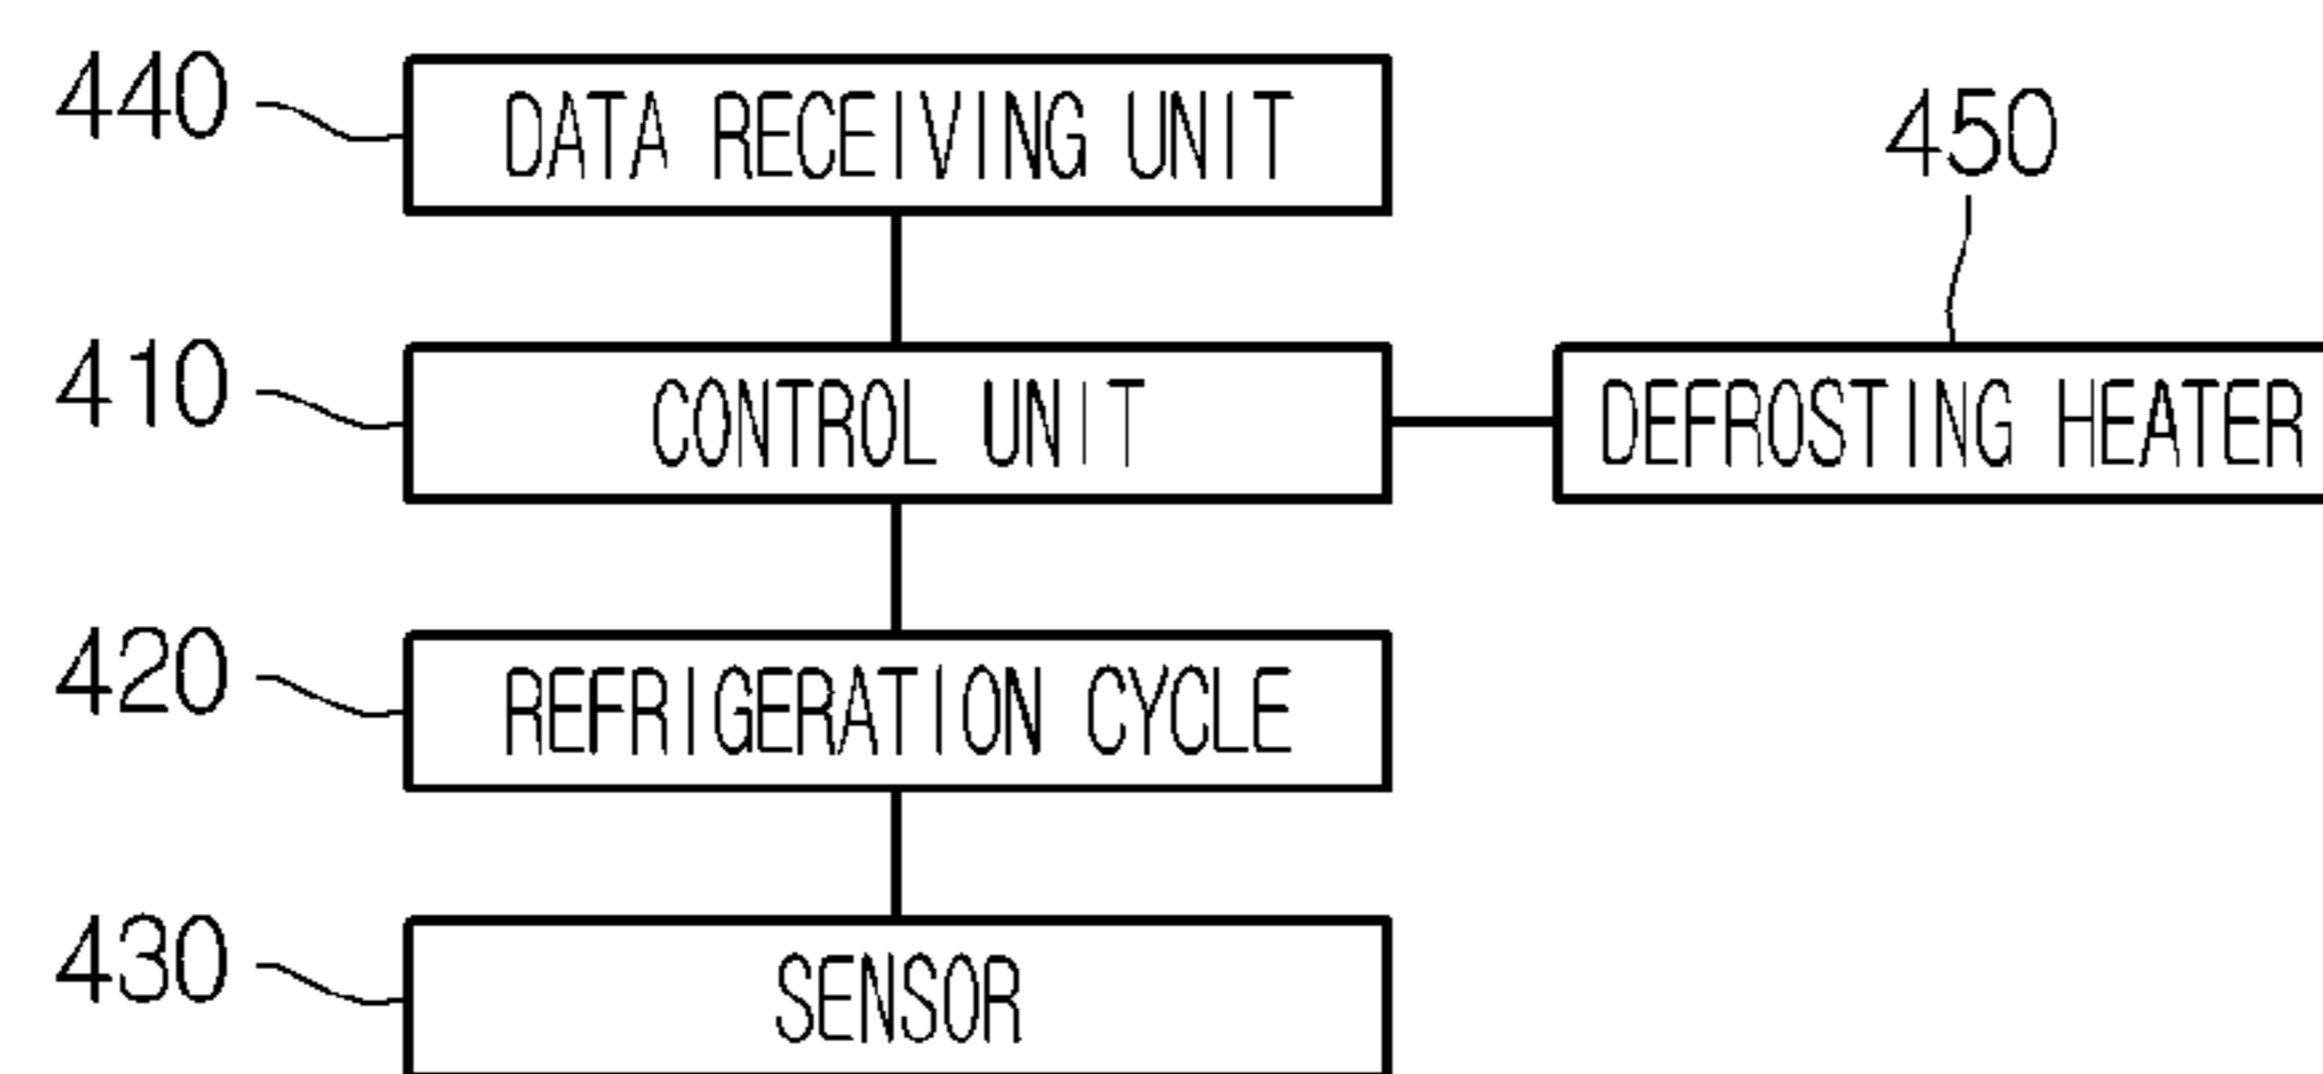 440
DATA RECEIVING UNIT
450
410
CONTROL UNIT
DEFROSTING HEATER
420
REFRIGERATION CYCLE
430
SENSOR